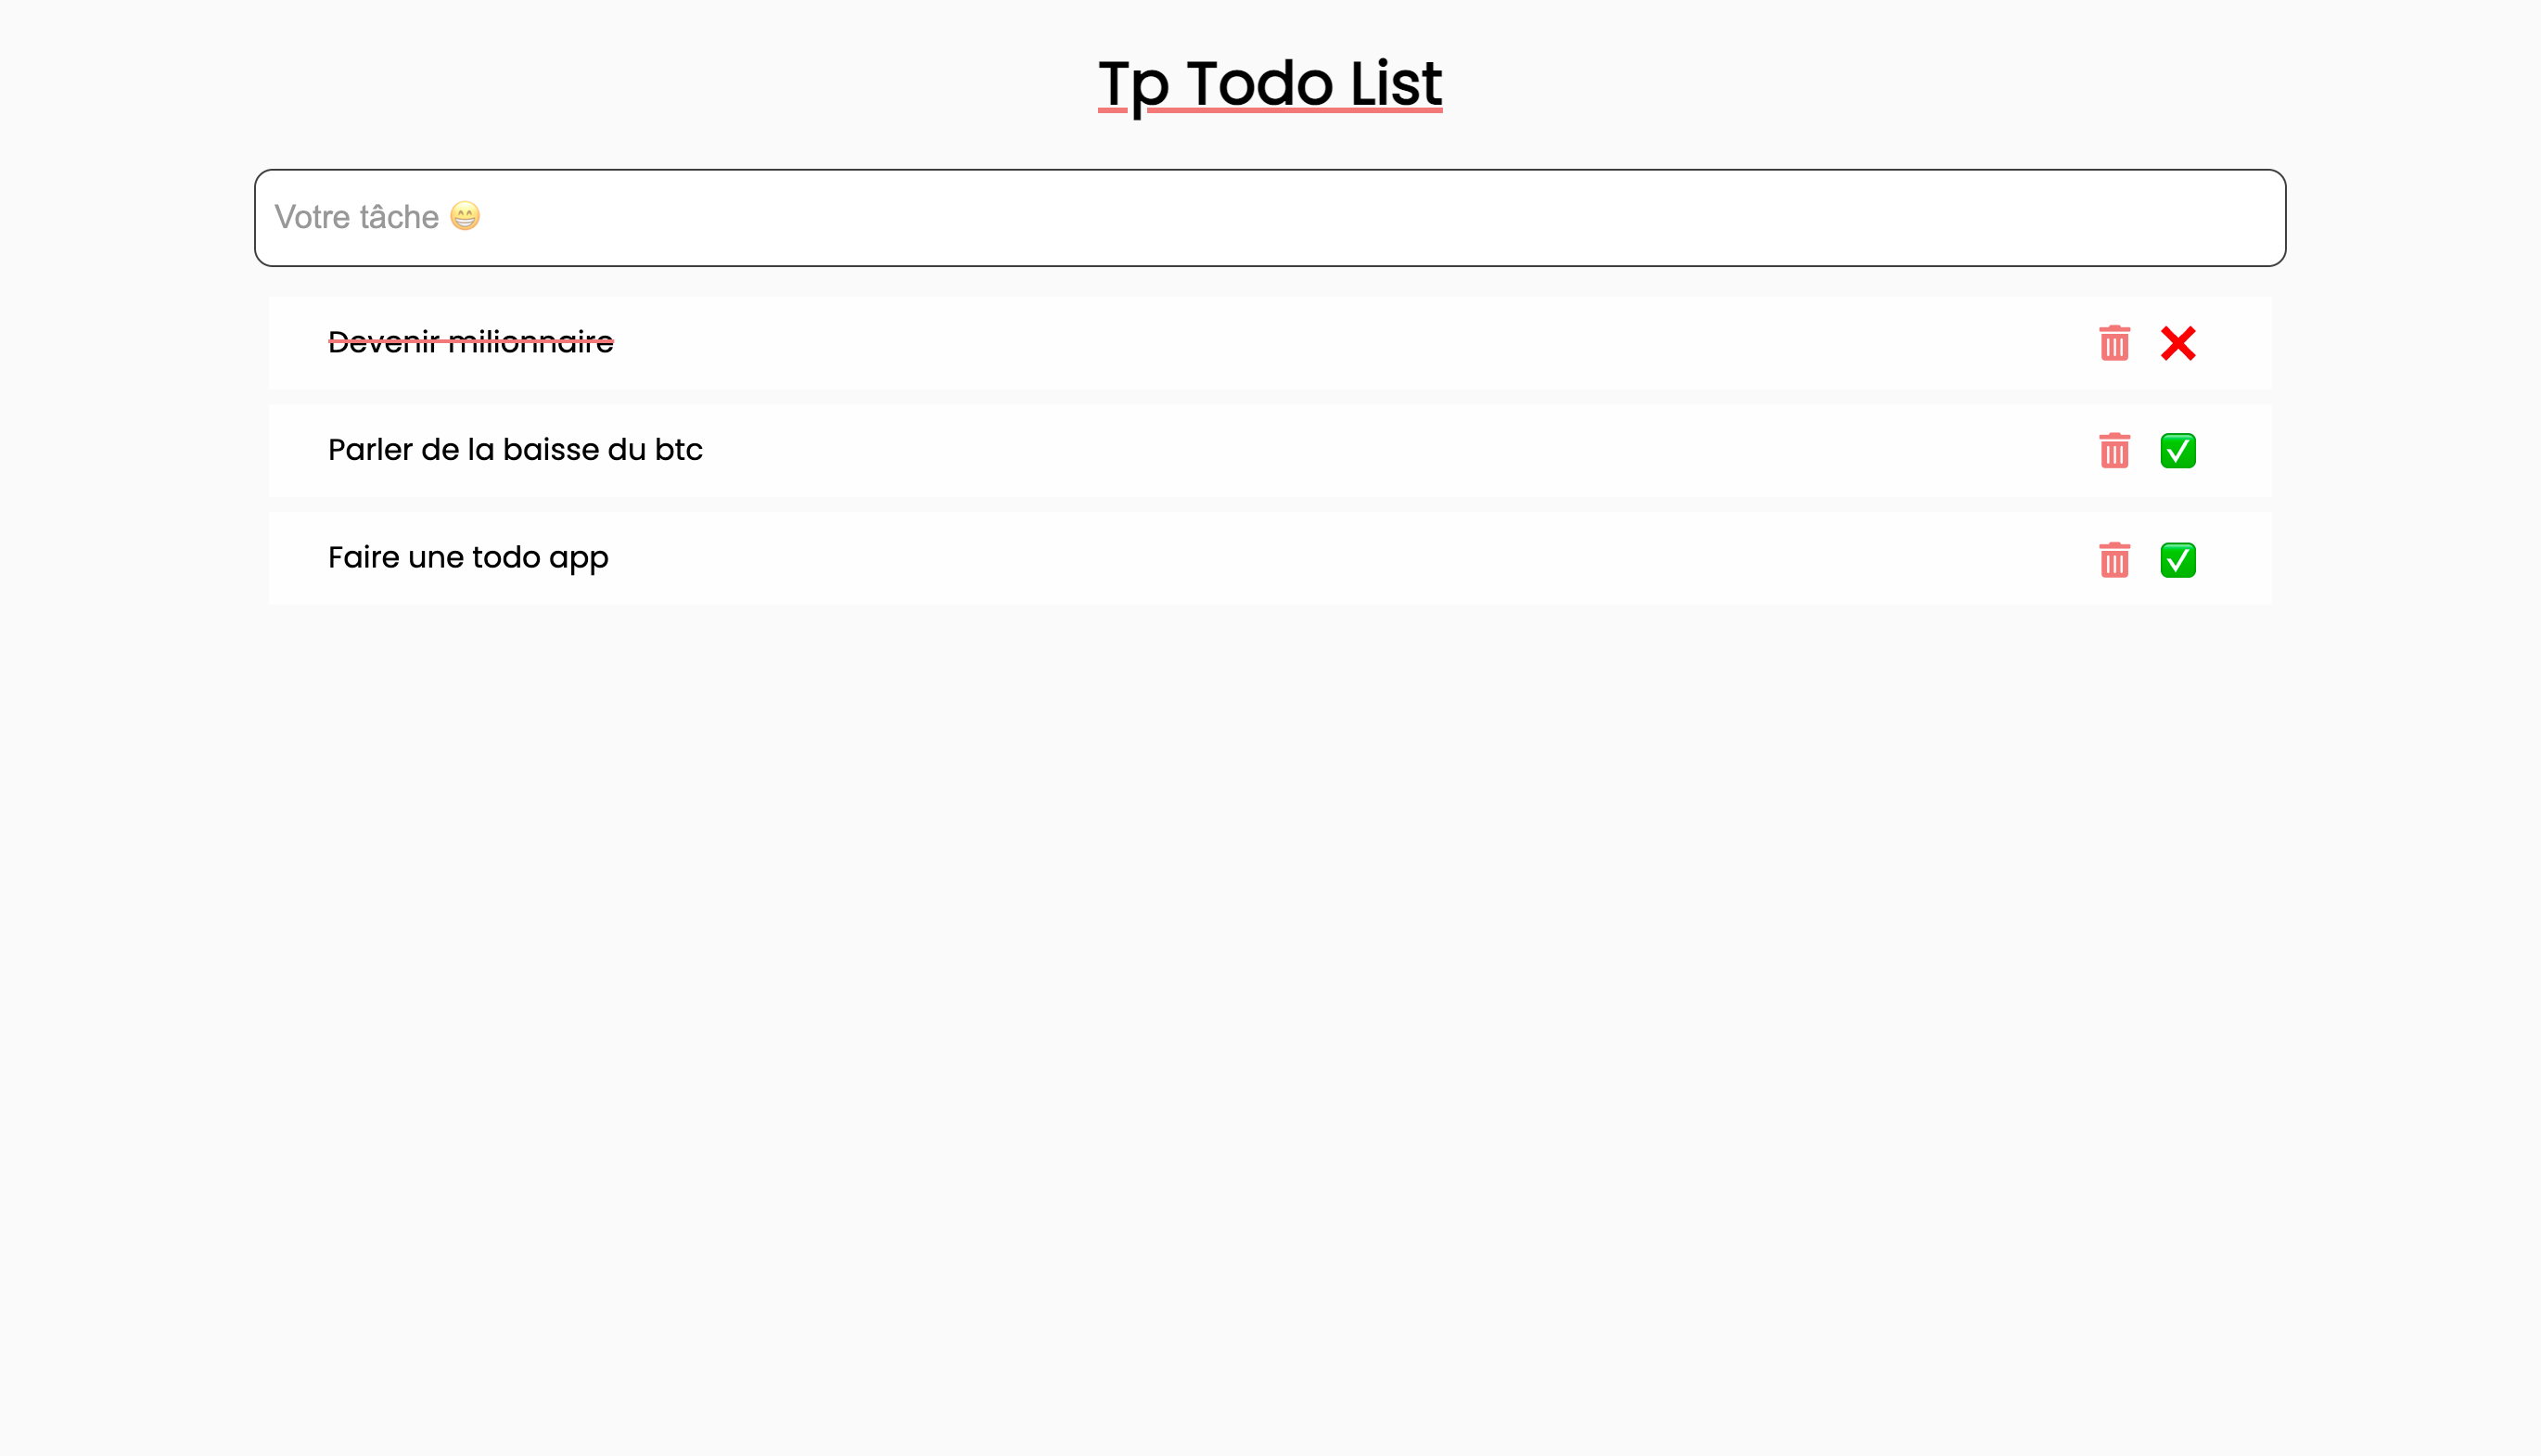 Tp Todo List
Votre tâche 😁
Devenir milionnaire
Parler de la baisse du btc
Faire une todo app